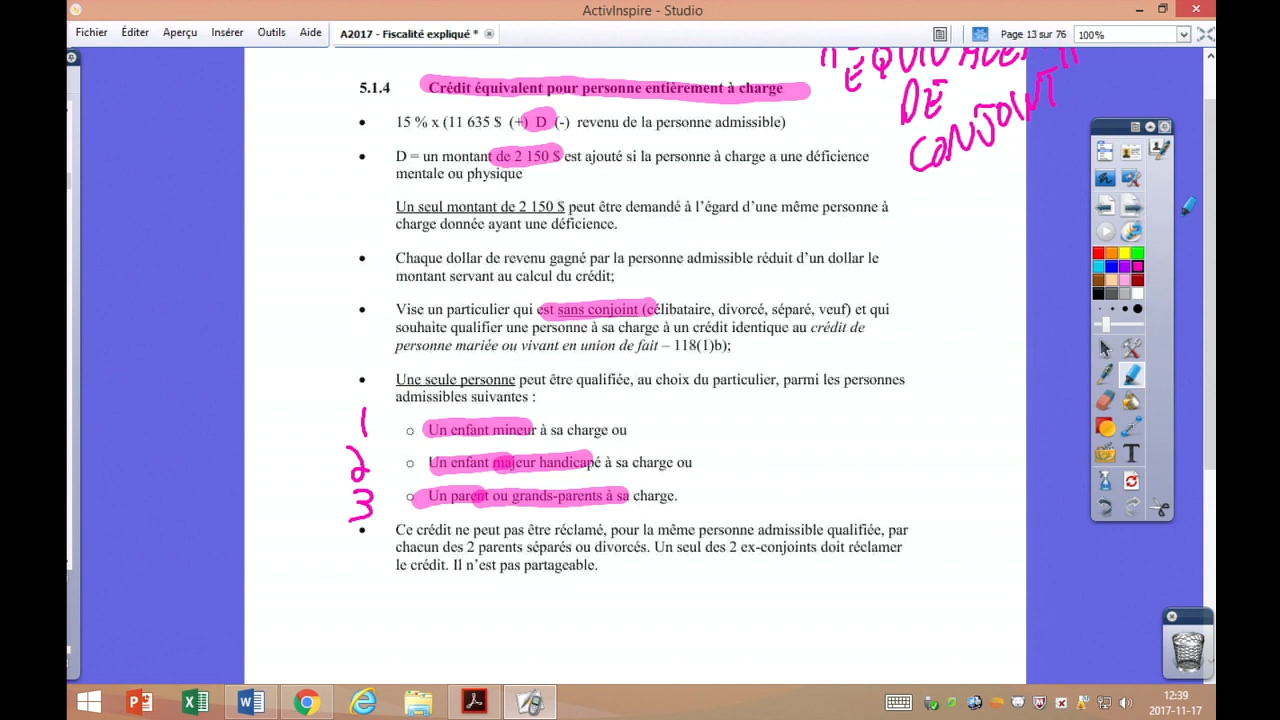 ActivInspire - Studio
Fichier Éditer Aperçu Insérer Outils Aide A2017 - Fiscalité expliqué * Page 13 sur 76 100%
DE
CONJOINT
5.1.4 Crédit équivalent pour personne entièrement à charge
• 15 % x (11 635 $ (+) D (-) revenu de la personne admissible)
• D = un montant de 2 150 $ est ajouté si la personne à charge a une déficience
mentale ou physique
Un seul montant de 2 150 $ peut être demandé à l'égard d'une même personne à
charge donnée ayant une déficience.
• Chaque dollar de revenu gagné par la personne admissible réduit d'un dollar le
montant servant au calcul du crédit;
• Vise un particulier qui est sans conjoint (célibataire, divorcé, séparé, veuf) et qui
souhaite qualifier une personne à sa charge à un crédit identique au crédit de
personne mariée ou vivant en union de fait – 118(1)b);
• Une seule personne peut être qualifiée, au choix du particulier, parmi les personnes
admissibles suivantes :
1 o Un enfant mineur à sa charge ou
2 o Un enfant majeur handicapé à sa charge ou
3 o Un parent ou grands-parents à sa charge.
• Ce crédit ne peut pas être réclamé, pour la même personne admissible qualifiée, par
chacun des 2 parents séparés ou divorcés. Un seul des 2 ex-conjoints doit réclamer
le crédit. Il n'est pas partageable.
12:39
2017-11-17